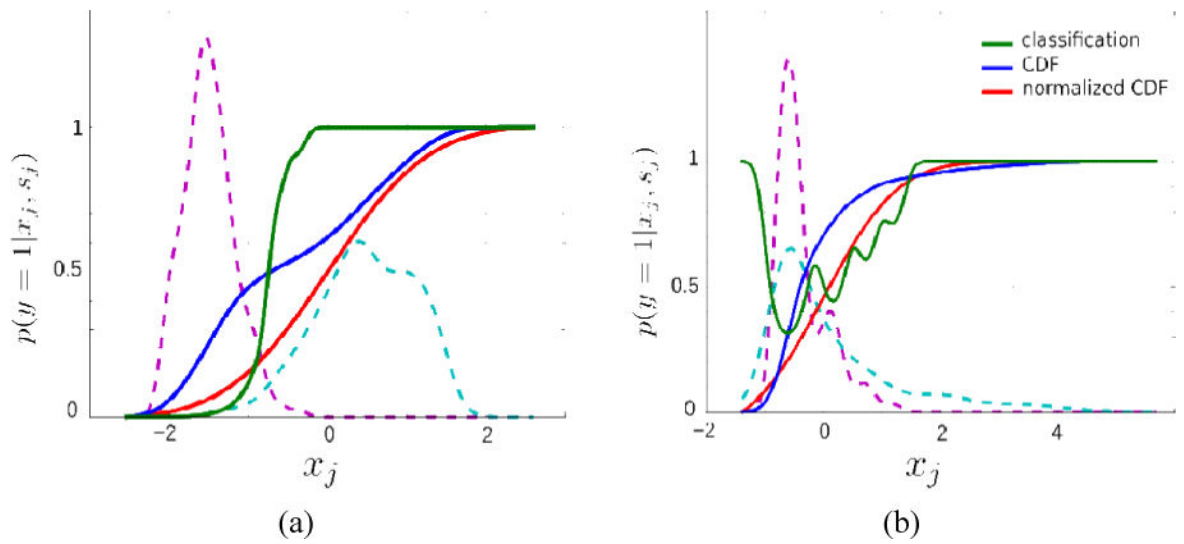 classification
CDF
normalized CDF
p(y = 1|x_j, s_j)
1
0.5
0
-2
0
2
x_j
(a)
p(y = 1|x_j, s_j)
1
0.5
0
-2
0
2
4
x_j
(b)